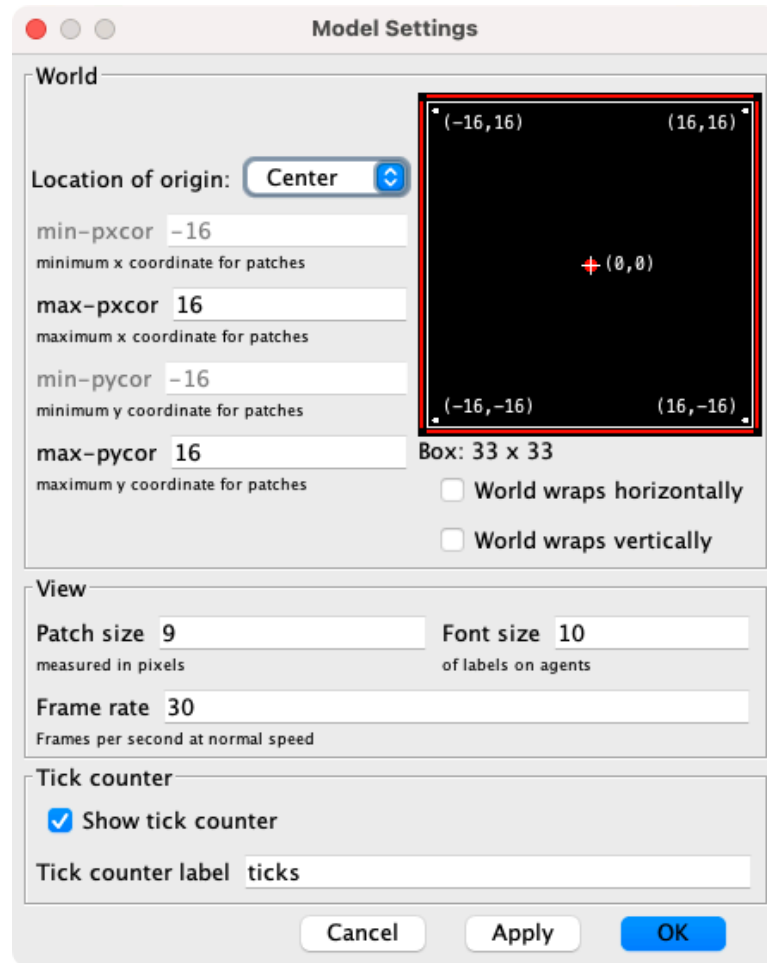 Model Settings
World
Location of origin: Center
min-pxcor -16
minimum x coordinate for patches
max-pxcor 16
maximum x coordinate for patches
min-pycor -16
minimum y coordinate for patches
max-pycor 16
maximum y coordinate for patches
(-16,16) (16,16)
(0,0)
(-16,-16) (16,-16)
Box: 33 x 33
World wraps horizontally
World wraps vertically
View
Patch size 9
measured in pixels
Font size 10
of labels on agents
Frame rate 30
Frames per second at normal speed
Tick counter
Show tick counter
Tick counter label ticks
Cancel Apply OK